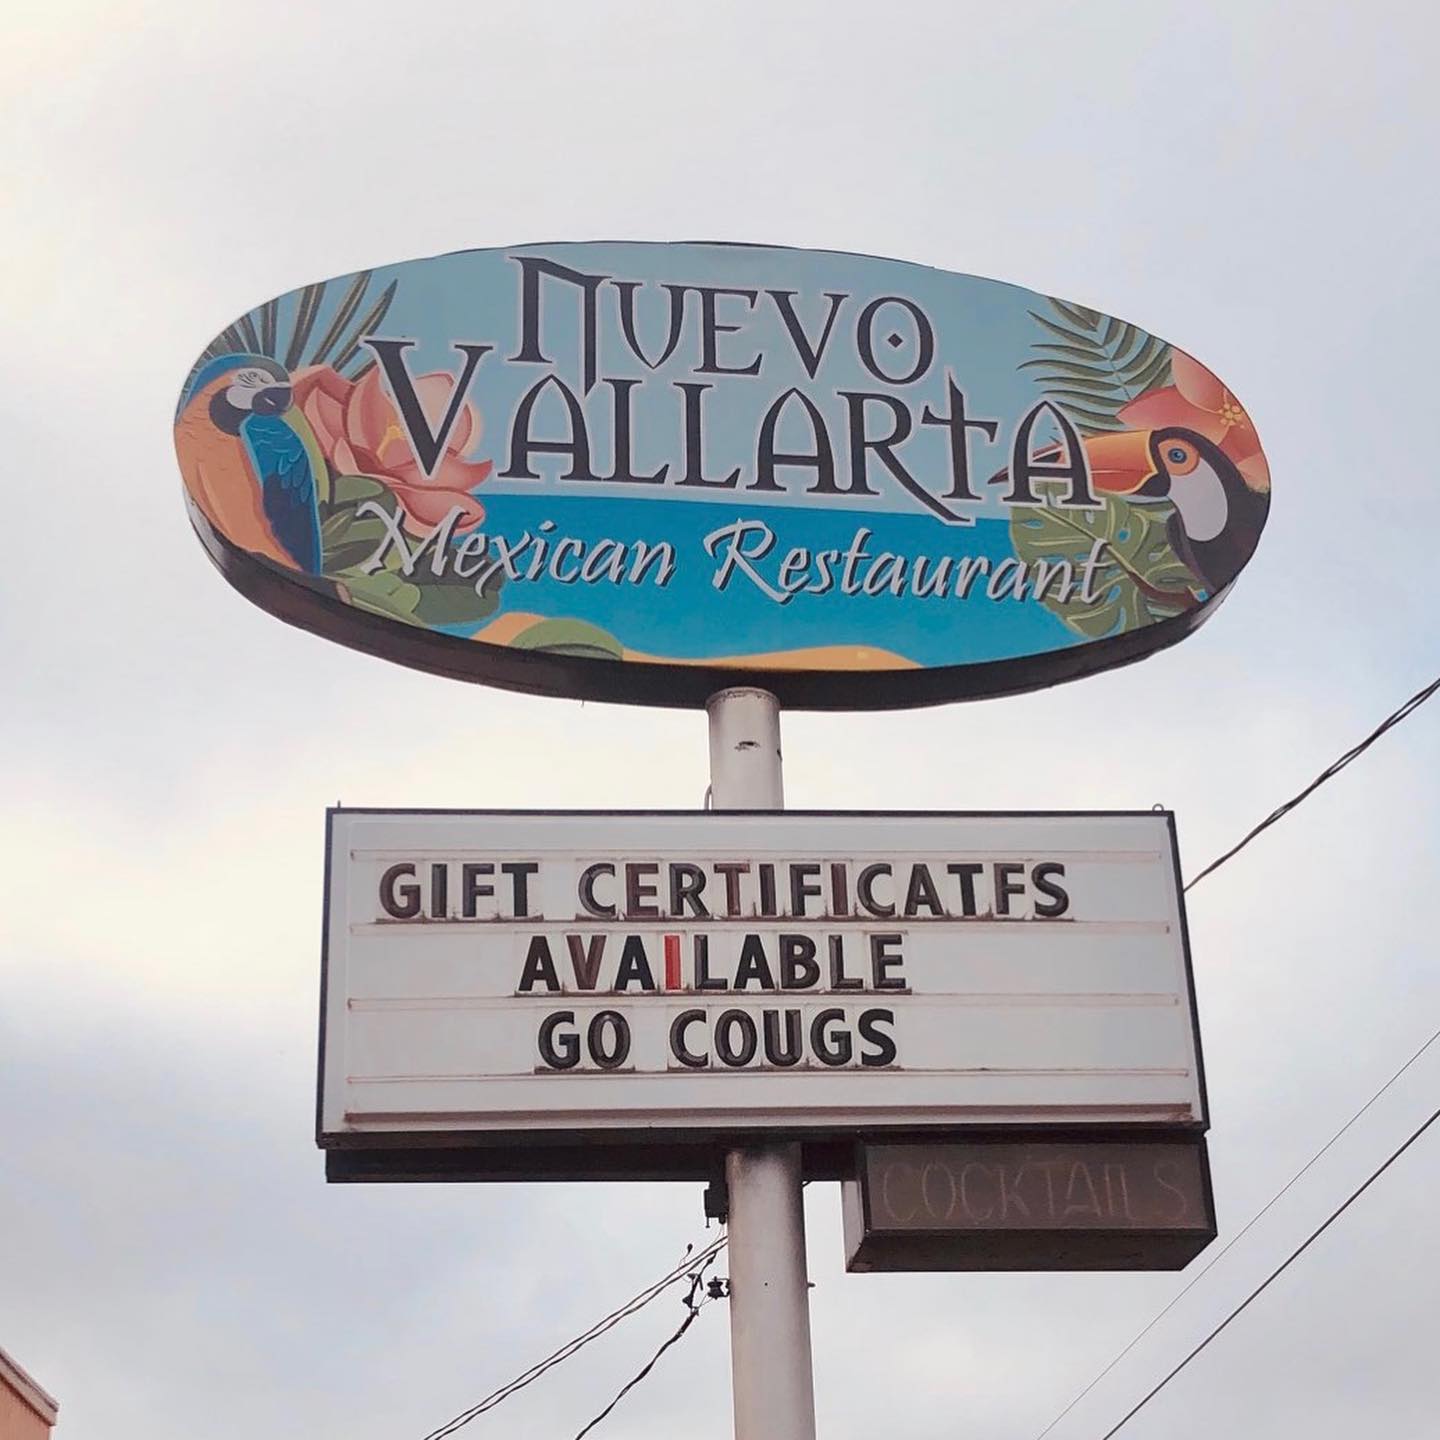 NUEVO
VALLARTA
Mexican Restaurant
GIFT CERTIFICATFS
AVAILABLE
GO COUGS
COCKTAILS